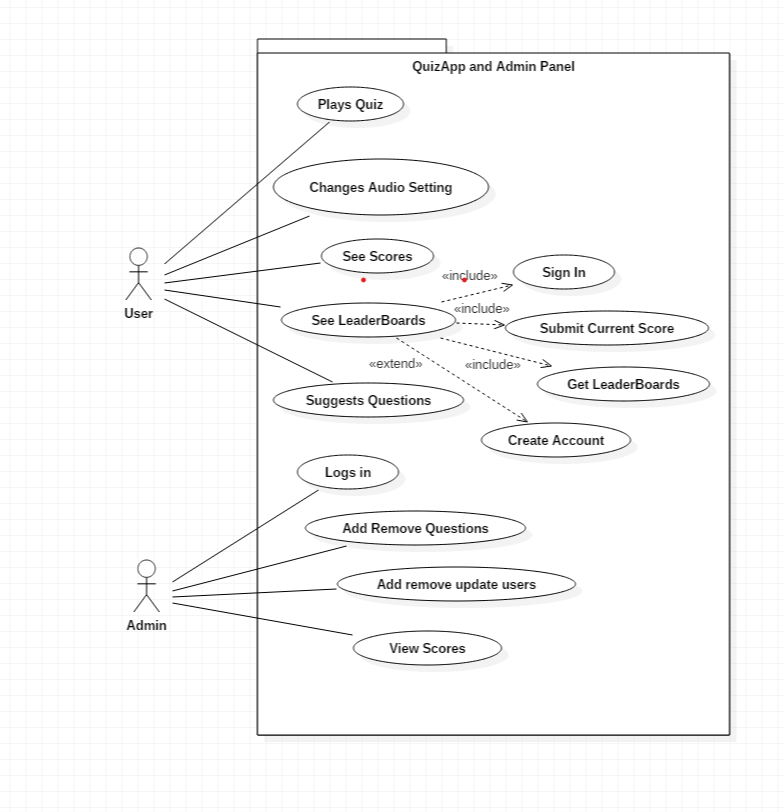 QuizApp and Admin Panel
Plays Quiz
Changes Audio Setting
See Scores
«include»
Sign In
User
See LeaderBoards
«include»
Submit Current Score
«extend»
«include»
Get LeaderBoards
Suggests Questions
Create Account
Logs in
Add Remove Questions
Add remove update users
Admin
View Scores